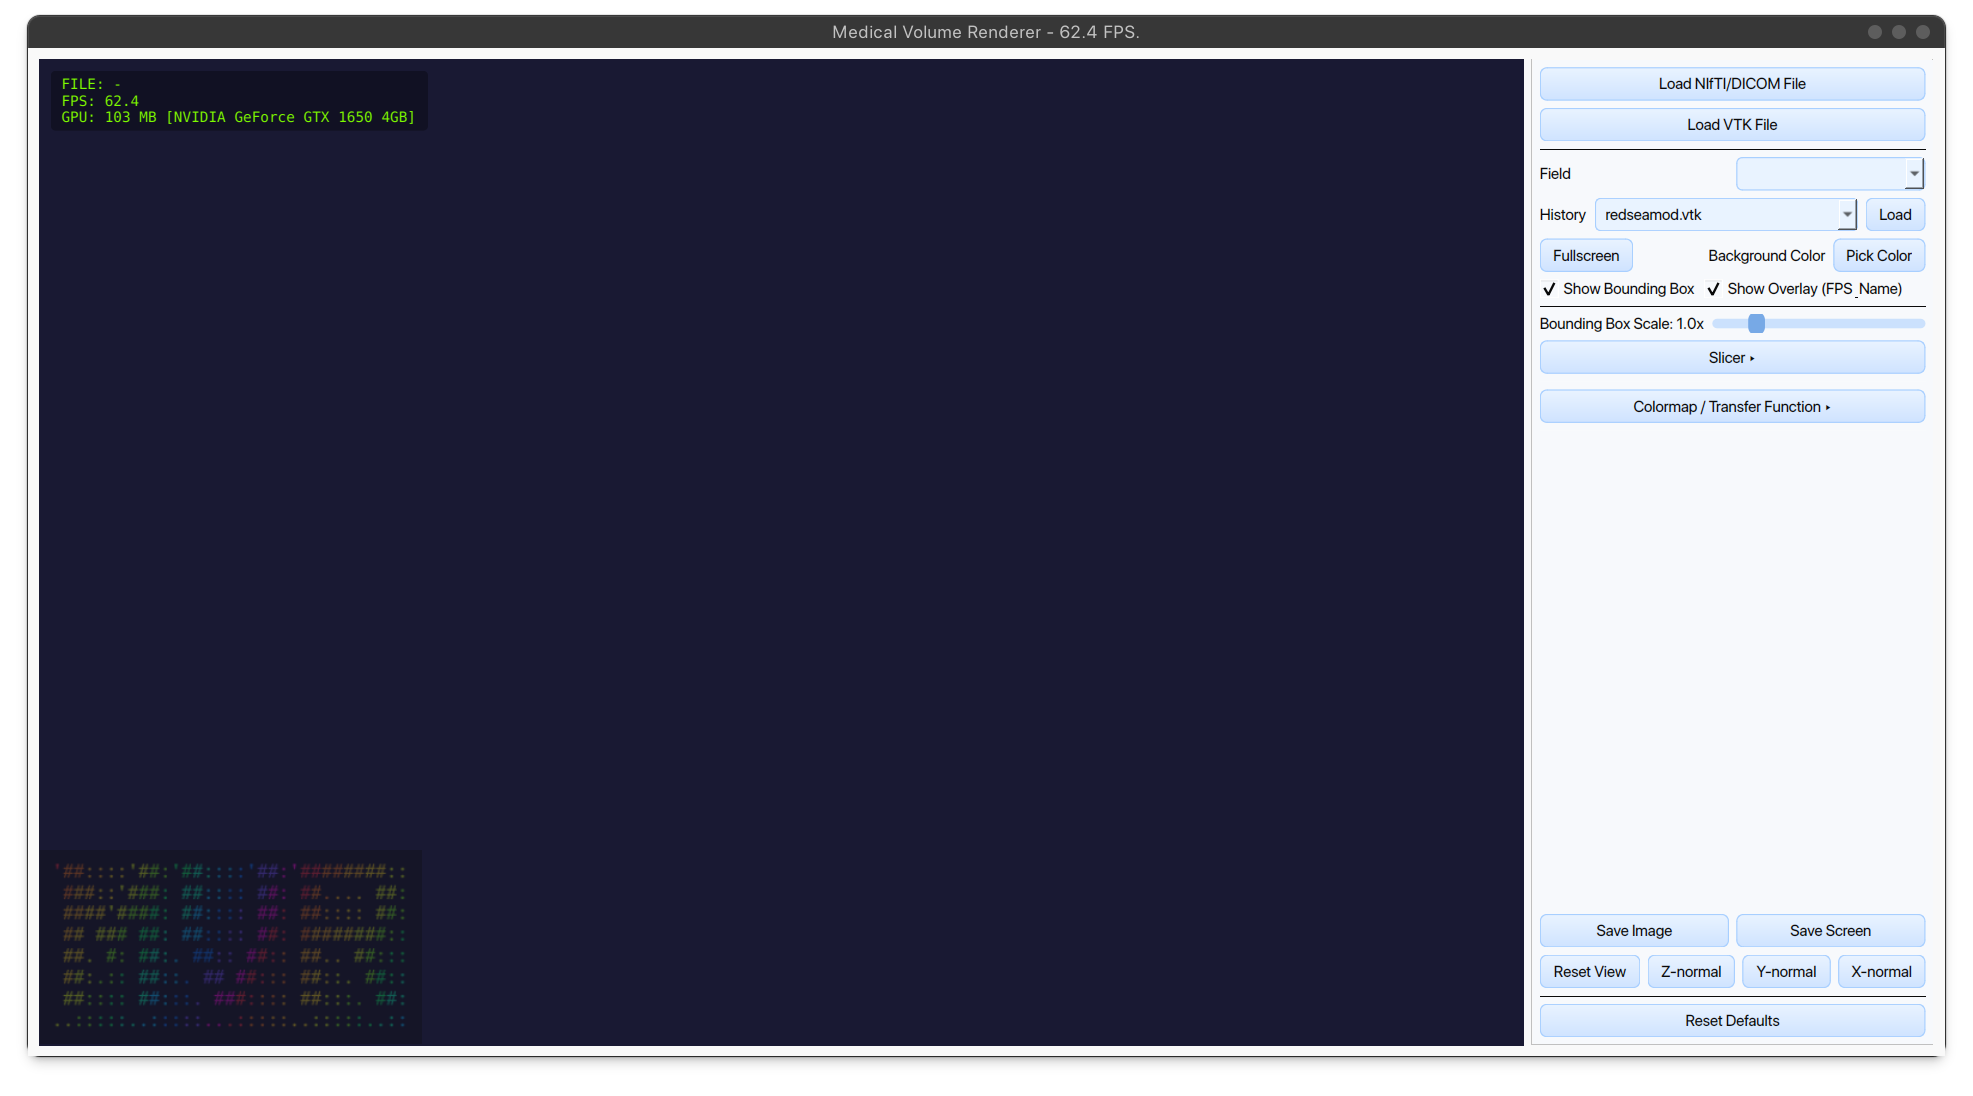 Medical Volume Renderer - 62.4 FPS.
FILE: -
FPS: 62.4
GPU: 103 MB [NVIDIA GeForce GTX 1650 4GB]
Load NIfTI/DICOM File
Load VTK File
Field
History redseamod.vtk Load
Fullscreen Background Color Pick Color
Show Bounding Box Show Overlay (FPS_Name)
Bounding Box Scale: 1.0x
Slicer ▸
Colormap / Transfer Function ▸
'##::::'##:'##::::'##:'########::
###::'###: ##:::: ##: ##.... ##:
####'####: ##:::: ##: ##:::: ##:
## ### ##: ##:::: ##: ########::
##. #: ##:. ##:: ##:: ##.. ##:::
##:.:: ##::. ## ##::: ##::. ##::
##:::: ##:::. ###:::: ##:::. ##:
..:::::..:::::...:::::..:::::..::
Save Image Save Screen
Reset View Z-normal Y-normal X-normal
Reset Defaults